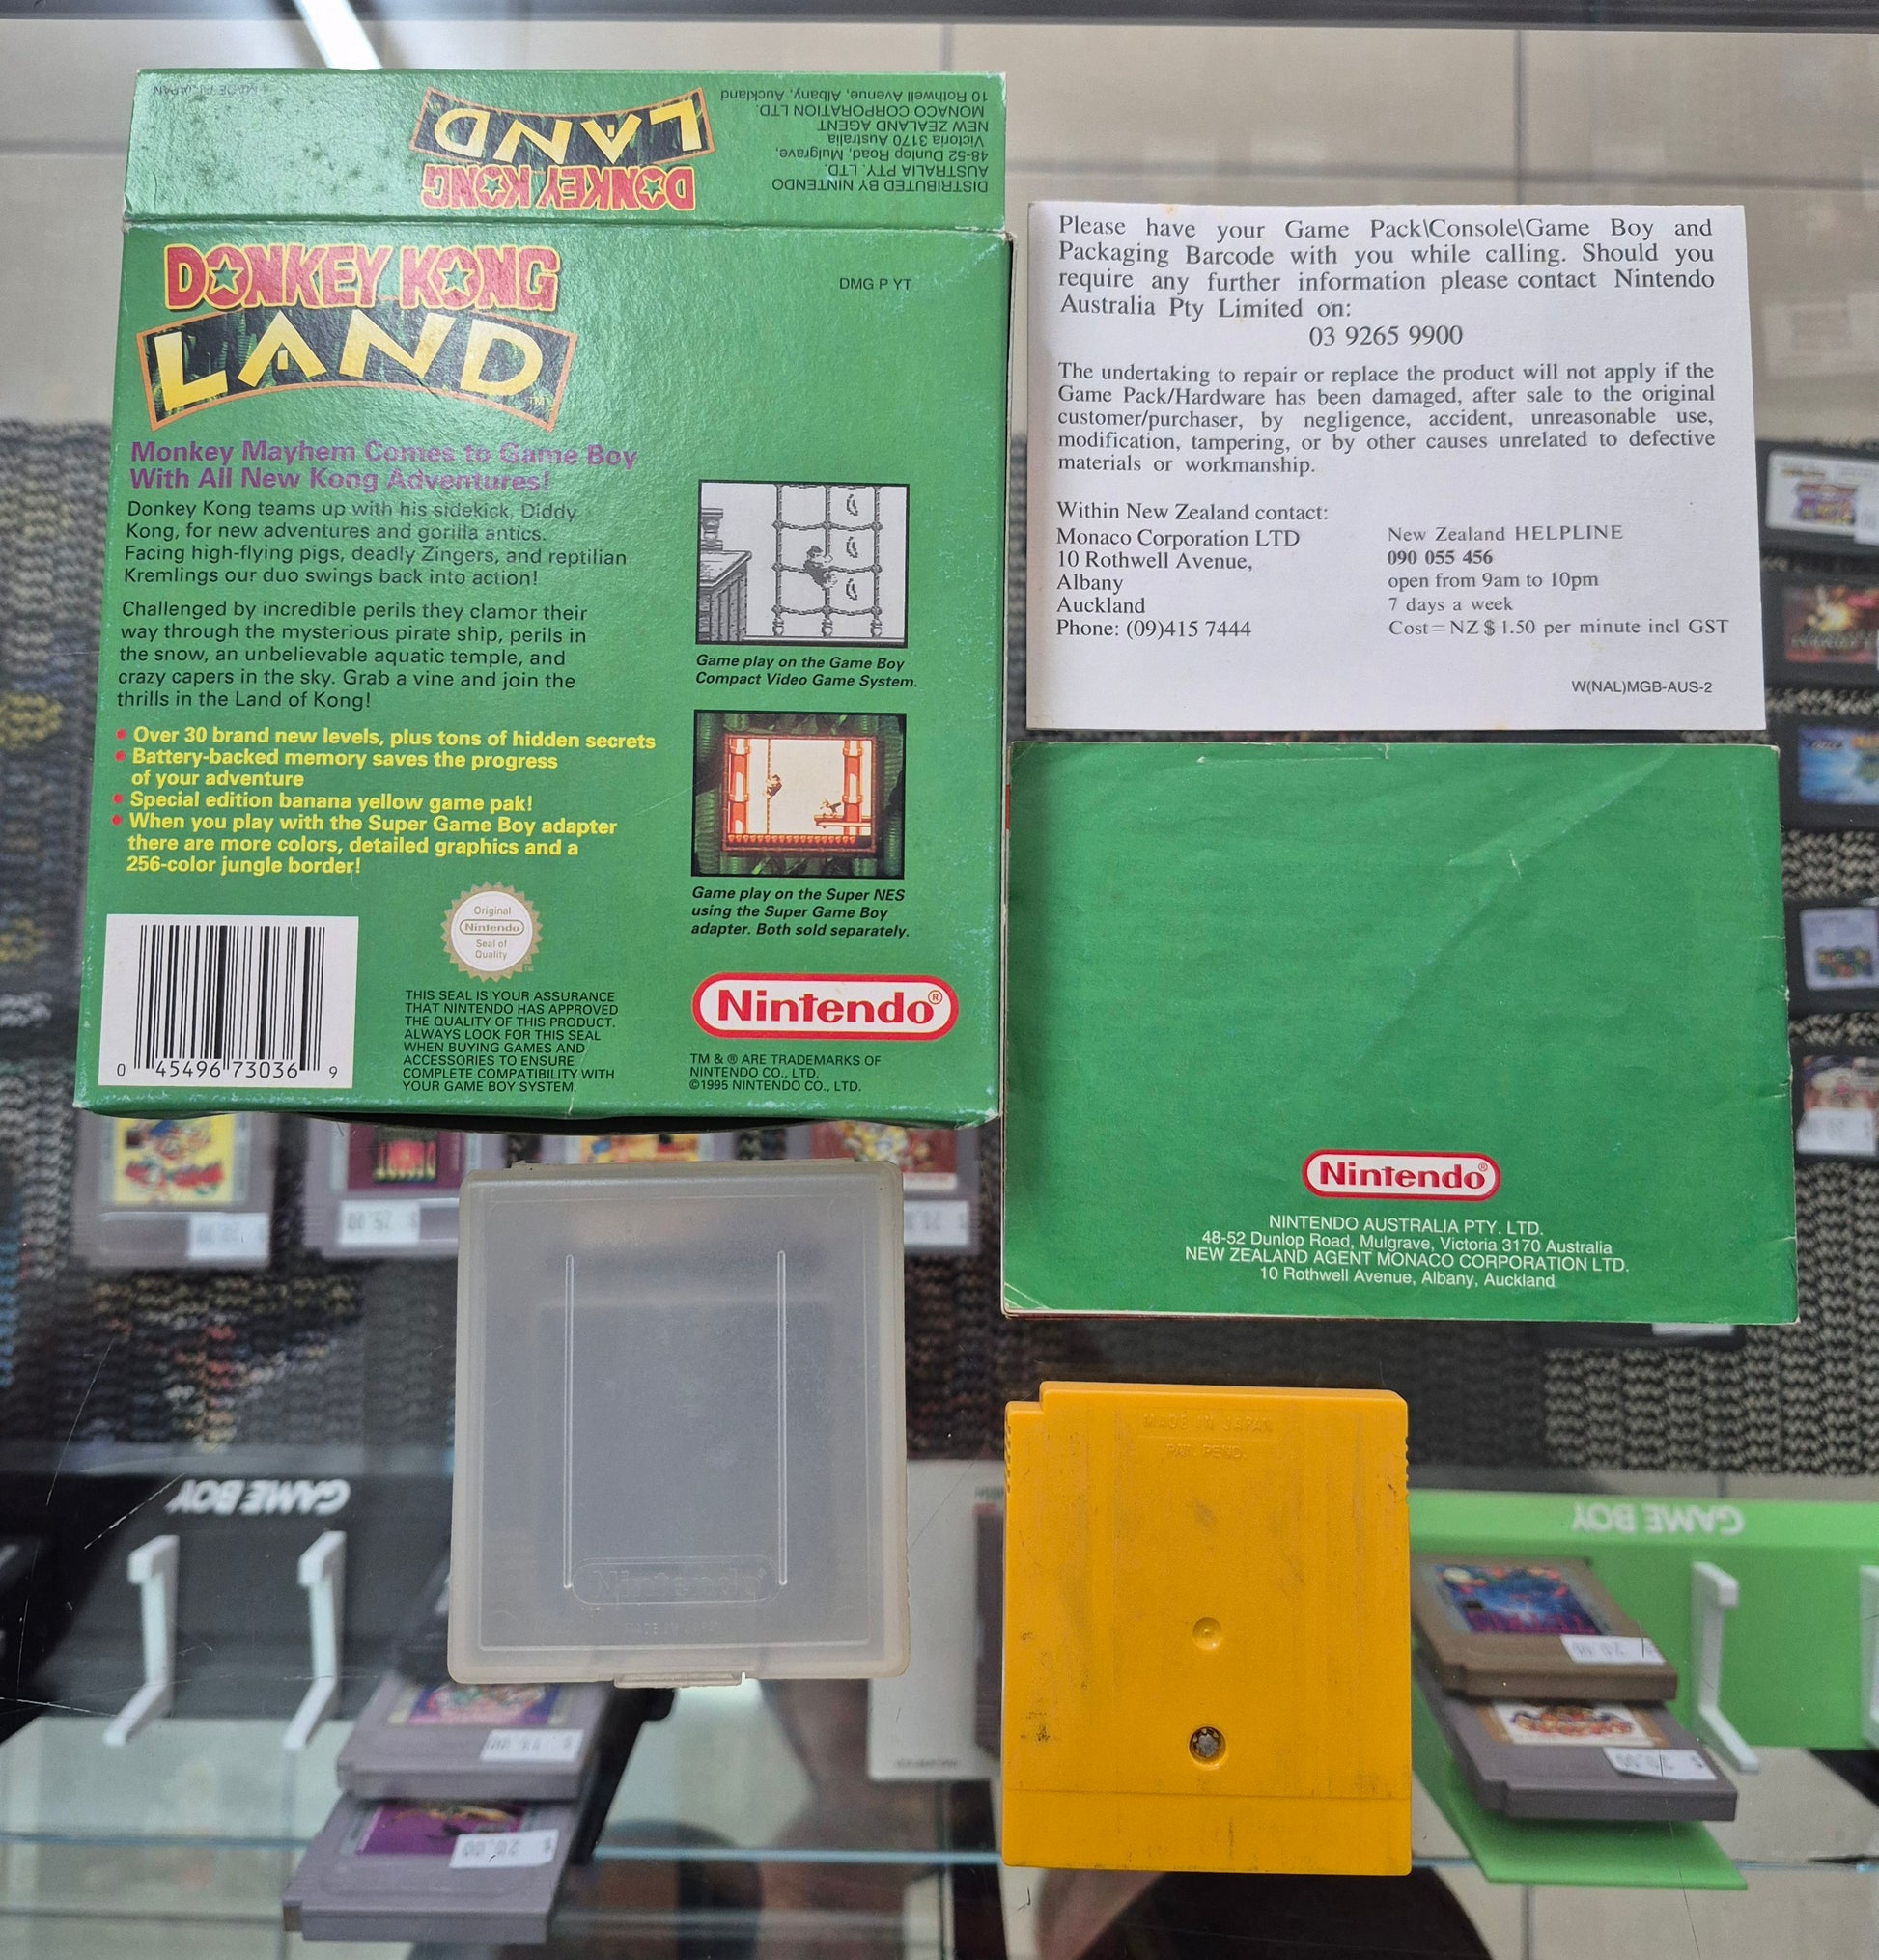 MADE IN JAPAN
DONKEY KONG
LAND
DISTRIBUTED BY NINTENDO
AUSTRALIA PTY. LTD.
48-52 Dunlop Road, Mulgrave,
Victoria 3170 Australia
NEW ZEALAND AGENT
MONACO CORPORATION LTD.
10 Rothwell Avenue, Albany, Auckland
DONKEY KONG
LAND™
DMG P YT
Monkey Mayhem Comes to Game Boy
With All New Kong Adventures!
Donkey Kong teams up with his sidekick, Diddy
Kong, for new adventures and gorilla antics.
Facing high-flying pigs, deadly Zingers, and reptilian
Kremlings our duo swings back into action!
Challenged by incredible perils they clamor their
way through the mysterious pirate ship, perils in
the snow, an unbelievable aquatic temple, and
crazy capers in the sky. Grab a vine and join the
thrills in the Land of Kong!
• Over 30 brand new levels, plus tons of hidden secrets
• Battery-backed memory saves the progress
of your adventure
• Special edition banana yellow game pak!
• When you play with the Super Game Boy adapter
there are more colors, detailed graphics and a
256-color jungle border!
Game play on the Game Boy
Compact Video Game System.
Game play on the Super NES
using the Super Game Boy
adapter. Both sold separately.
0 45496 73036 9
Original
Nintendo
Seal of
Quality
TM
THIS SEAL IS YOUR ASSURANCE
THAT NINTENDO HAS APPROVED
THE QUALITY OF THIS PRODUCT.
ALWAYS LOOK FOR THIS SEAL
WHEN BUYING GAMES AND
ACCESSORIES TO ENSURE
COMPLETE COMPATIBILITY WITH
YOUR GAME BOY SYSTEM.
Nintendo®
TM & ® ARE TRADEMARKS OF
NINTENDO CO., LTD.
©1995 NINTENDO CO., LTD.
Please have your Game Pack\Console\Game Boy and
Packaging Barcode with you while calling. Should you
require any further information please contact Nintendo
Australia Pty Limited on:
03 9265 9900
The undertaking to repair or replace the product will not apply if the
Game Pack/Hardware has been damaged, after sale to the original
customer/purchaser, by negligence, accident, unreasonable use,
modification, tampering, or by other causes unrelated to defective
materials or workmanship.
Within New Zealand contact:
Monaco Corporation LTD
10 Rothwell Avenue,
Albany
Auckland
Phone: (09)415 7444
New Zealand HELPLINE
090 055 456
open from 9am to 10pm
7 days a week
Cost=NZ$1.50 per minute incl GST
W(NAL)MGB-AUS-2
Nintendo®
NINTENDO AUSTRALIA PTY. LTD.
48-52 Dunlop Road, Mulgrave, Victoria 3170 Australia
NEW ZEALAND AGENT MONACO CORPORATION LTD.
10 Rothwell Avenue, Albany, Auckland
Nintendo®
MADE IN JAPAN
MADE IN JAPAN
PAT. PEND.
GAME BOY
GAME BOY